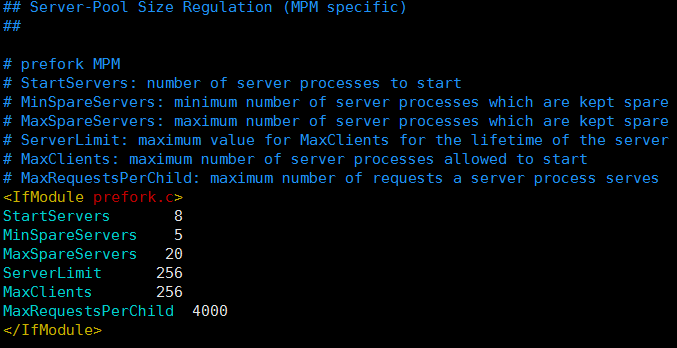 ## Server-Pool Size Regulation (MPM specific)
##
# prefork MPM
# StartServers: number of server processes to start
# MinSpareServers: minimum number of server processes which are kept spare
# MaxSpareServers: maximum number of server processes which are kept spare
# ServerLimit: maximum value for MaxClients for the lifetime of the server
# MaxClients: maximum number of server processes allowed to start
# MaxRequestsPerChild: maximum number of requests a server process serves
<IfModule prefork.c>
StartServers       8
MinSpareServers    5
MaxSpareServers   20
ServerLimit      256
MaxClients       256
MaxRequestsPerChild  4000
</IfModule>